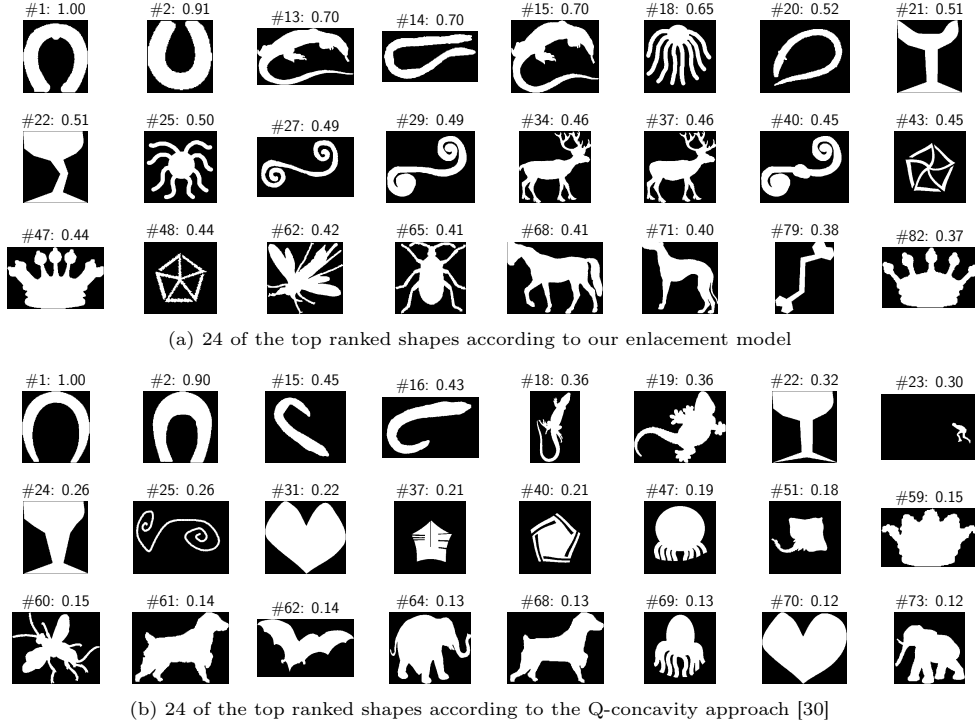 #1: 1.00 #2: 0.91 #13: 0.70 #14: 0.70 #15: 0.70 #18: 0.65 #20: 0.52 #21: 0.51
#22: 0.51 #25: 0.50 #27: 0.49 #29: 0.49 #34: 0.46 #37: 0.46 #40: 0.45 #43: 0.45
#47: 0.44 #48: 0.44 #62: 0.42 #65: 0.41 #68: 0.41 #71: 0.40 #79: 0.38 #82: 0.37
(a) 24 of the top ranked shapes according to our enlacement model
#1: 1.00 #2: 0.90 #15: 0.45 #16: 0.43 #18: 0.36 #19: 0.36 #22: 0.32 #23: 0.30
#24: 0.26 #25: 0.26 #31: 0.22 #37: 0.21 #40: 0.21 #47: 0.19 #51: 0.18 #59: 0.15
#60: 0.15 #61: 0.14 #62: 0.14 #64: 0.13 #68: 0.13 #69: 0.13 #70: 0.12 #73: 0.12
(b) 24 of the top ranked shapes according to the Q-concavity approach [30]